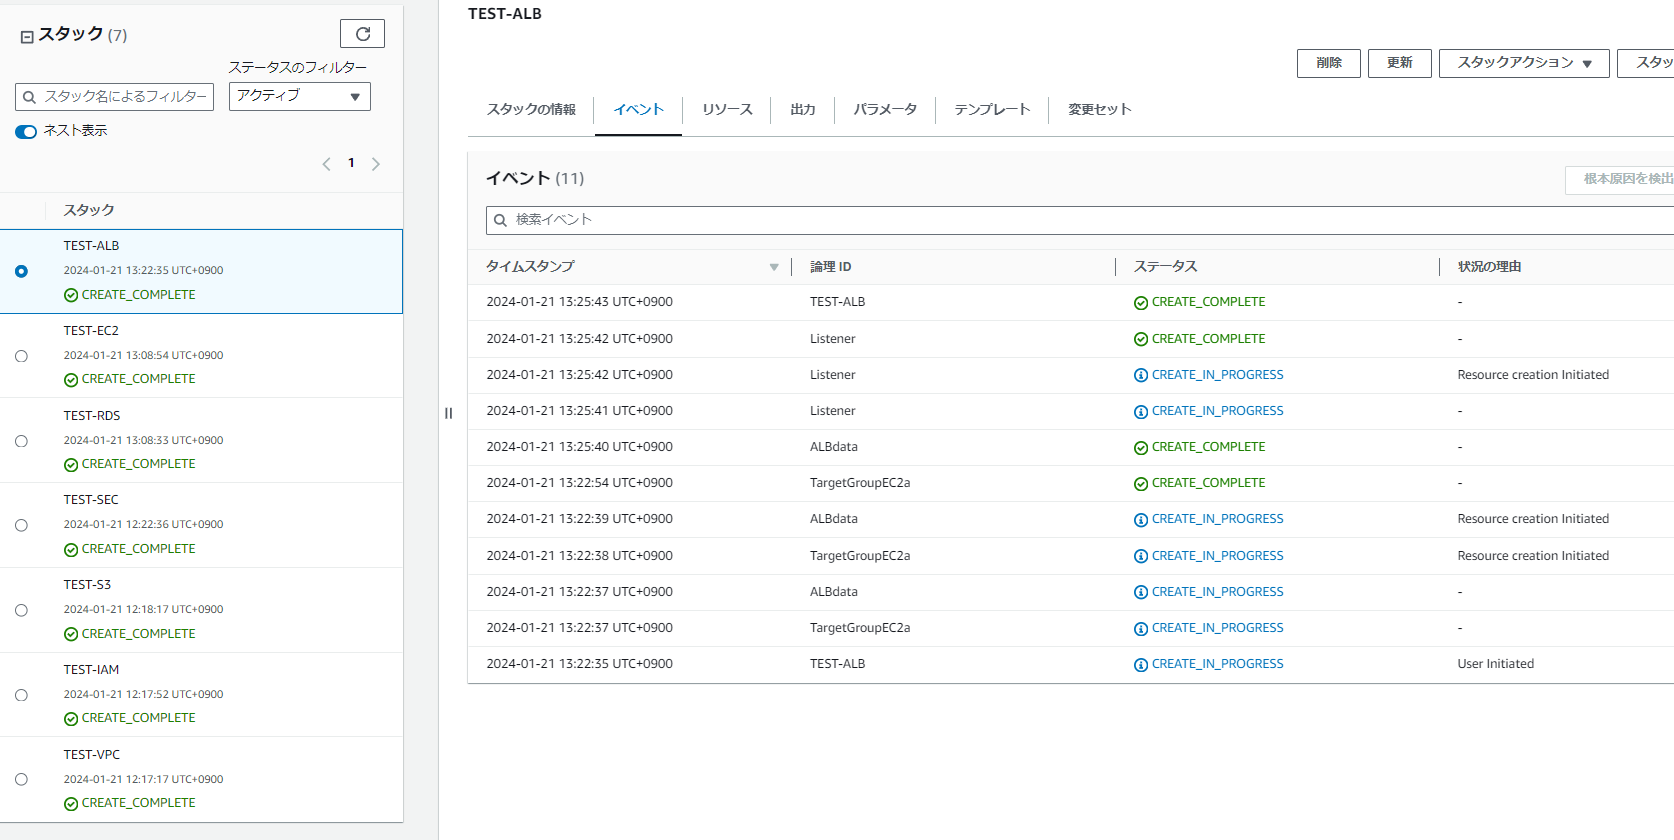 スタック (7)
ステータスのフィルター
スタック名によるフィルター
アクティブ
ネスト表示
1
スタック
TEST-ALB
2024-01-21 13:22:35 UTC+0900
CREATE_COMPLETE
TEST-EC2
2024-01-21 13:08:54 UTC+0900
CREATE_COMPLETE
TEST-RDS
2024-01-21 13:08:33 UTC+0900
CREATE_COMPLETE
TEST-SEC
2024-01-21 12:22:36 UTC+0900
CREATE_COMPLETE
TEST-S3
2024-01-21 12:18:17 UTC+0900
CREATE_COMPLETE
TEST-IAM
2024-01-21 12:17:52 UTC+0900
CREATE_COMPLETE
TEST-VPC
2024-01-21 12:17:17 UTC+0900
CREATE_COMPLETE
TEST-ALB
削除 更新 スタックアクション スタッ
スタックの情報 イベント リソース 出力 パラメータ テンプレート 変更セット
イベント (11)
根本原因を検出
検索イベント
タイムスタンプ 論理 ID ステータス 状況の理由
2024-01-21 13:25:43 UTC+0900 TEST-ALB CREATE_COMPLETE -
2024-01-21 13:25:42 UTC+0900 Listener CREATE_COMPLETE -
2024-01-21 13:25:42 UTC+0900 Listener CREATE_IN_PROGRESS Resource creation Initiated
2024-01-21 13:25:41 UTC+0900 Listener CREATE_IN_PROGRESS -
2024-01-21 13:25:40 UTC+0900 ALBdata CREATE_COMPLETE -
2024-01-21 13:22:54 UTC+0900 TargetGroupEC2a CREATE_COMPLETE -
2024-01-21 13:22:39 UTC+0900 ALBdata CREATE_IN_PROGRESS Resource creation Initiated
2024-01-21 13:22:38 UTC+0900 TargetGroupEC2a CREATE_IN_PROGRESS Resource creation Initiated
2024-01-21 13:22:37 UTC+0900 ALBdata CREATE_IN_PROGRESS -
2024-01-21 13:22:37 UTC+0900 TargetGroupEC2a CREATE_IN_PROGRESS -
2024-01-21 13:22:35 UTC+0900 TEST-ALB CREATE_IN_PROGRESS User Initiated